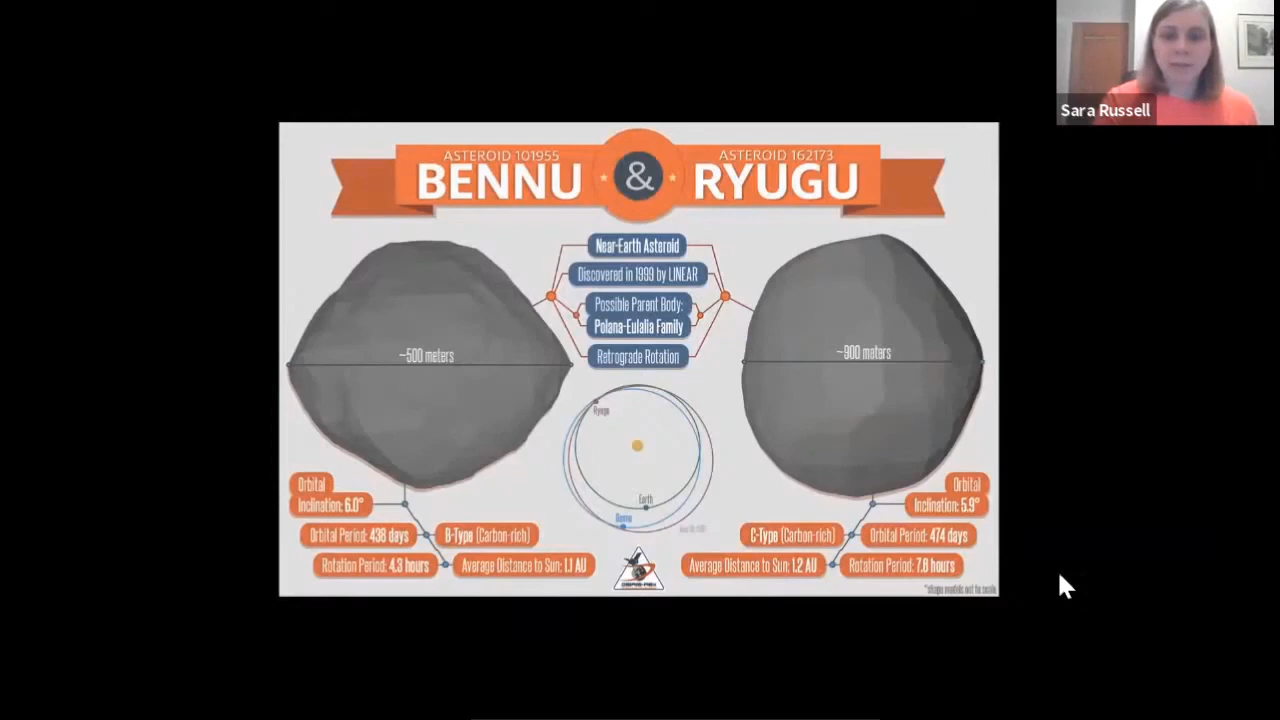 Sara Russell
ASTEROID 101955
BENNU
&
ASTEROID 162173
RYUGU
Near-Earth Asteroid
Discovered in 1999 by LINEAR
Possible Parent Body:
Polana-Eulalia Family
Retrograde Rotation
~500 meters
~900 meters
Ryugu
Earth
Bennu
Orbital
Inclination: 6.0°
Orbital Period: 438 days
B-Type (Carbon-rich)
Rotation Period: 4.3 hours
Average Distance to Sun: 1.1 AU
Orbital
Inclination: 5.9°
C-Type (Carbon-rich)
Orbital Period: 474 days
Average Distance to Sun: 1.2 AU
Rotation Period: 7.6 hours
OSIRIS-REx
*shape models not to scale